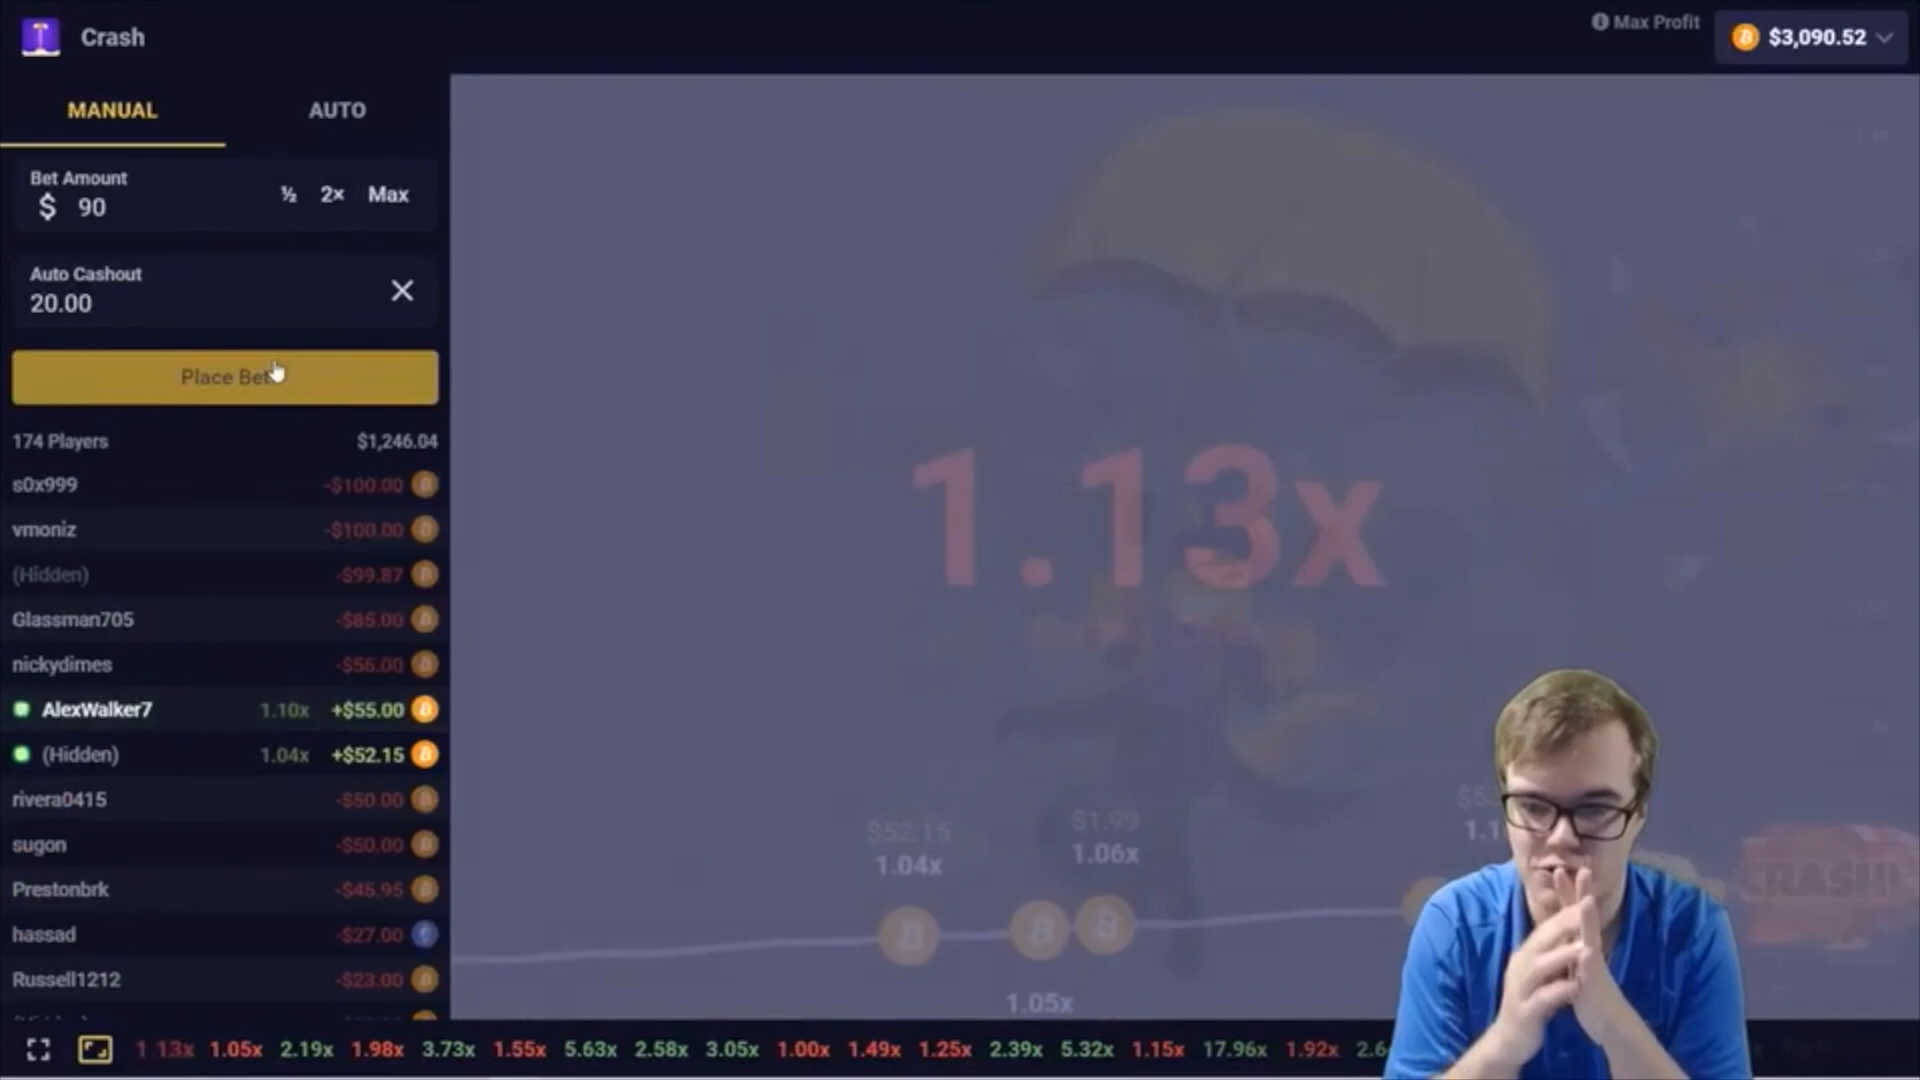 Crash
Max Profit
$3,090.52
MANUAL AUTO
Bet Amount
$ 90 ½ 2× Max
Auto Cashout
20.00
Place Bet
174 Players $1,246.04
s0x999 -$100.00
vmoniz -$100.00
(Hidden) -$99.87
Glassman705 -$85.00
nickydimes -$56.00
AlexWalker7 1.10x +$55.00
(Hidden) 1.04x +$52.15
rivera0415 -$50.00
sugon -$50.00
Prestonbrk -$45.95
hassad -$27.00
Russell1212 -$23.00
1.13x
$52.15
1.04x
$1.99
1.06x
1.05x
CRASH!
1.13x 1.05x 2.19x 1.98x 3.73x 1.55x 5.63x 2.58x 3.05x 1.00x 1.49x 1.25x 2.39x 5.32x 1.15x 17.96x 1.92x